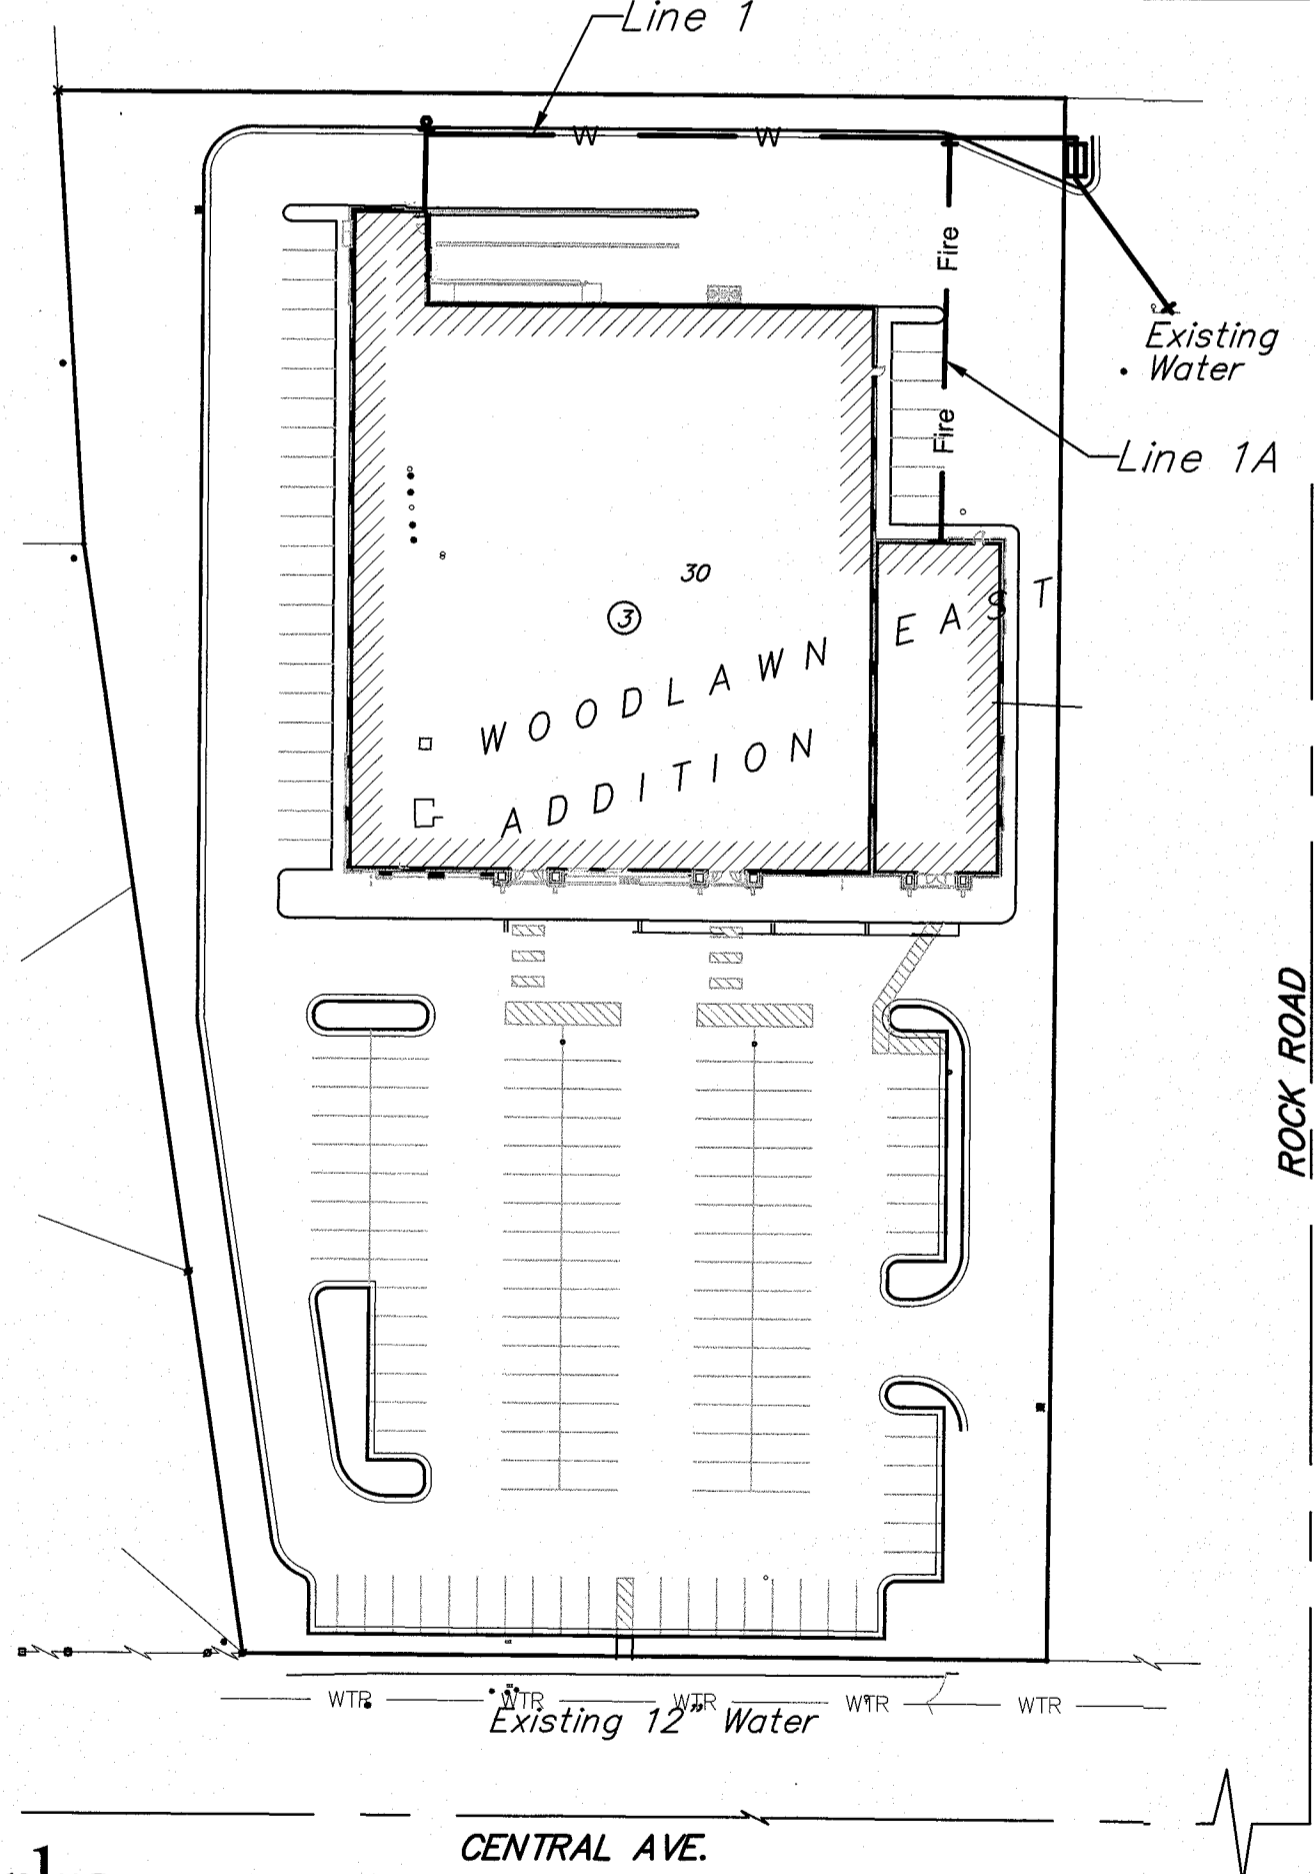 Line 1
W W
Fire
Existing
Water
Fire
Line 1A
30
3
EAST
WOODLAWN
ADDITION
ROCK ROAD
WTR WTR WTR WTR WTR
Existing 12" Water
CENTRAL AVE.